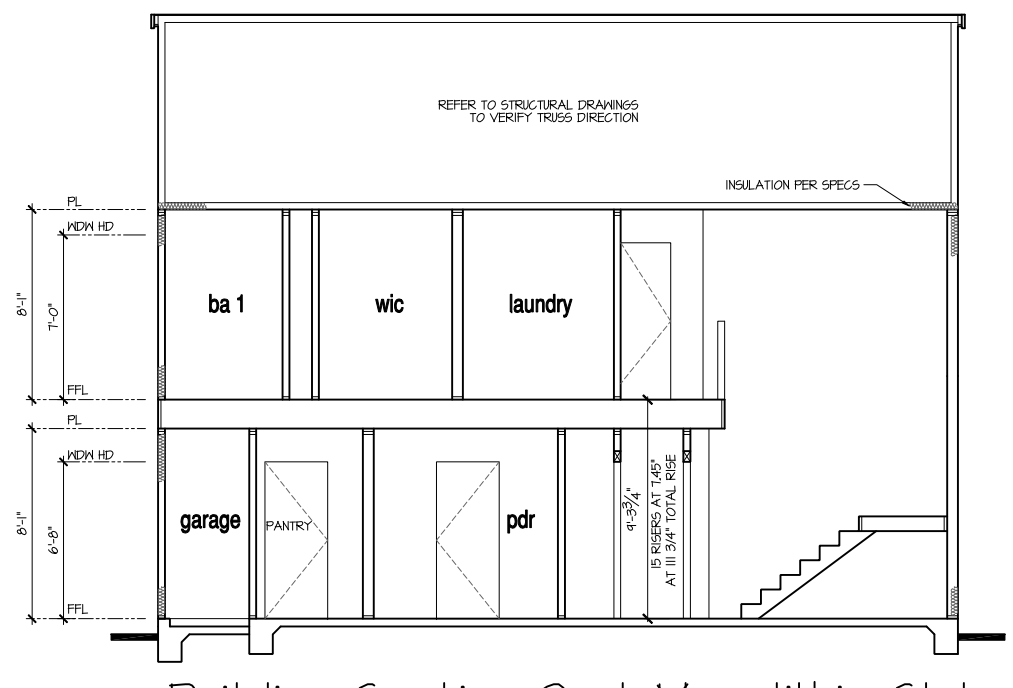 REFER TO STRUCTURAL DRAWINGS
TO VERIFY TRUSS DIRECTION
INSULATION PER SPECS
PL
WDW HD
8'-1"
7'-0"
ba 1
wic
laundry
FFL
PL
WDW HD
8'-1"
6'-8"
garage
PANTRY
pdr
9'-3 3/4"
15 RISERS AT 7.45"
AT 111 3/4" TOTAL RISE
FFL